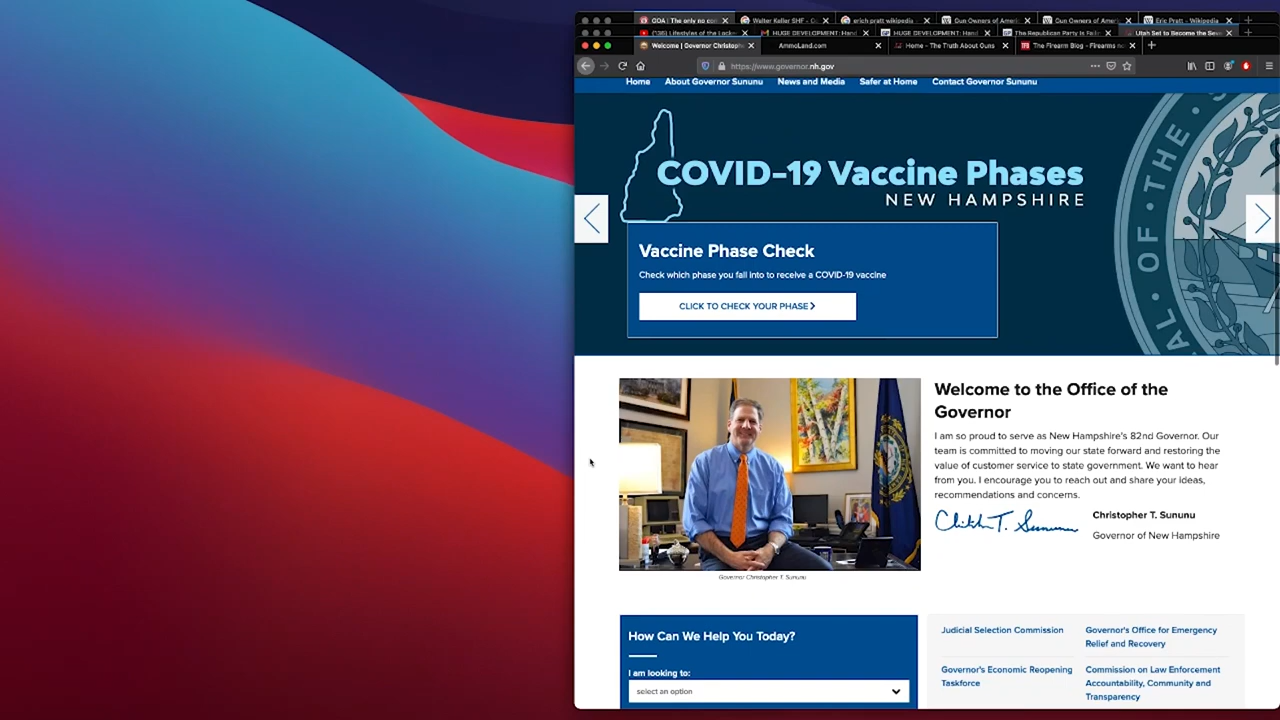 GOA | The only no com
Walter Keller SHF - Go
erich pratt wikipedia
Gun Owners of Ameri
Gun Owners of Americ
Eric Pratt - Wikipedia
(135) Lifestyles of the Lock
HUGE DEVELOPMENT: Hand
HUGE DEVELOPMENT: Hand
The Republican Party Is Failin
Utah Set to Become the Seve
Welcome | Governor Christoph
AmmoLand.com
Home - The Truth About Guns
The Firearm Blog - Firearms n
https://www.governor.nh.gov
Home
About Governor Sununu
News and Media
Safer at Home
Contact Governor Sununu
COVID-19 Vaccine Phases
NEW HAMPSHIRE
SEAL OF THE S
Vaccine Phase Check
Check which phase you fall into to receive a COVID-19 vaccine
CLICK TO CHECK YOUR PHASE
Welcome to the Office of the
Governor
I am so proud to serve as New Hampshire's 82nd Governor. Our
team is committed to moving our state forward and restoring the
value of customer service to state government. We want to hear
from you. I encourage you to reach out and share your ideas,
recommendations and concerns.
Christopher T. Sununu
Governor of New Hampshire
Governor Christopher T. Sununu
How Can We Help You Today?
I am looking to:
select an option
Judicial Selection Commission
Governor's Office for Emergency
Relief and Recovery
Governor's Economic Reopening
Taskforce
Commission on Law Enforcement
Accountability, Community and
Transparency